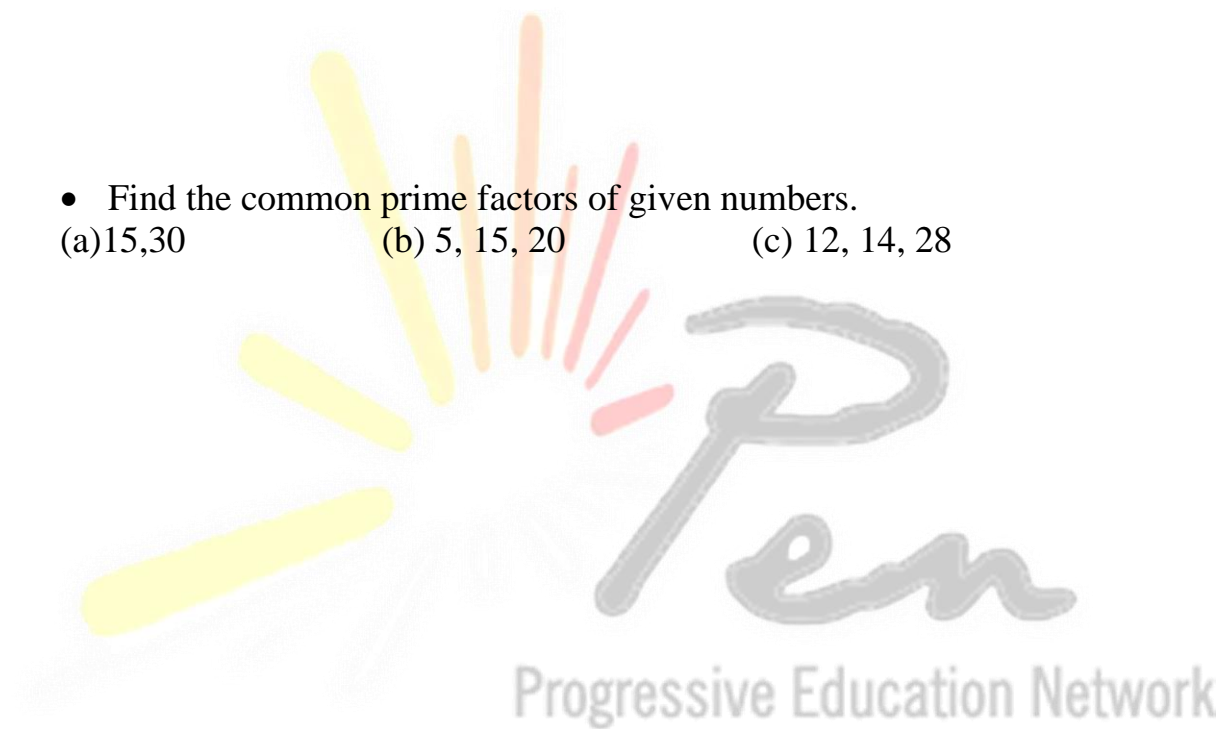 • Find the common prime factors of given numbers.
(a)15,30 (b) 5, 15, 20 (c) 12, 14, 28
Pen
Progressive Education Network